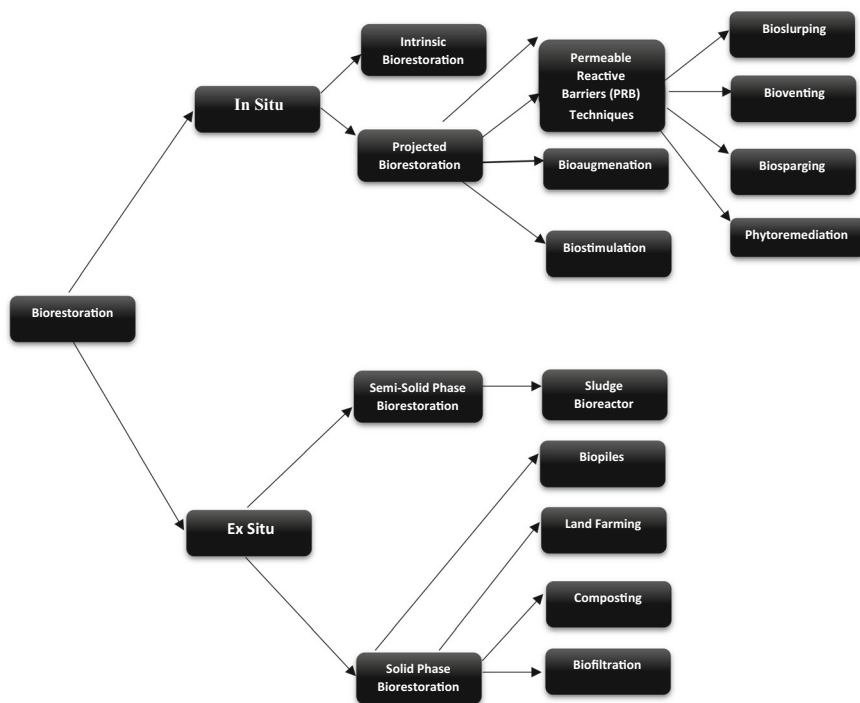 Biorestoration
In Situ
Intrinsic
Biorestoration
Projected
Biorestoration
Permeable
Reactive
Barriers (PRB)
Techniques
Bioslurping
Bioventing
Biosparging
Phytoremediation
Bioaugmenation
Biostimulation
Ex Situ
Semi-Solid Phase
Biorestoration
Sludge
Bioreactor
Solid Phase
Biorestoration
Biopiles
Land Farming
Composting
Biofiltration